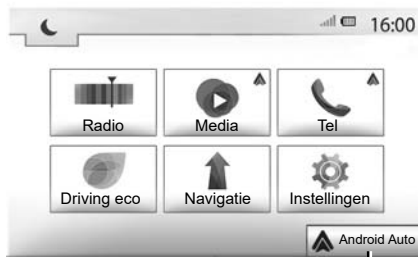 16:00
Radio
Media
Tel
Driving eco
Navigatie
Instellingen
Android Auto